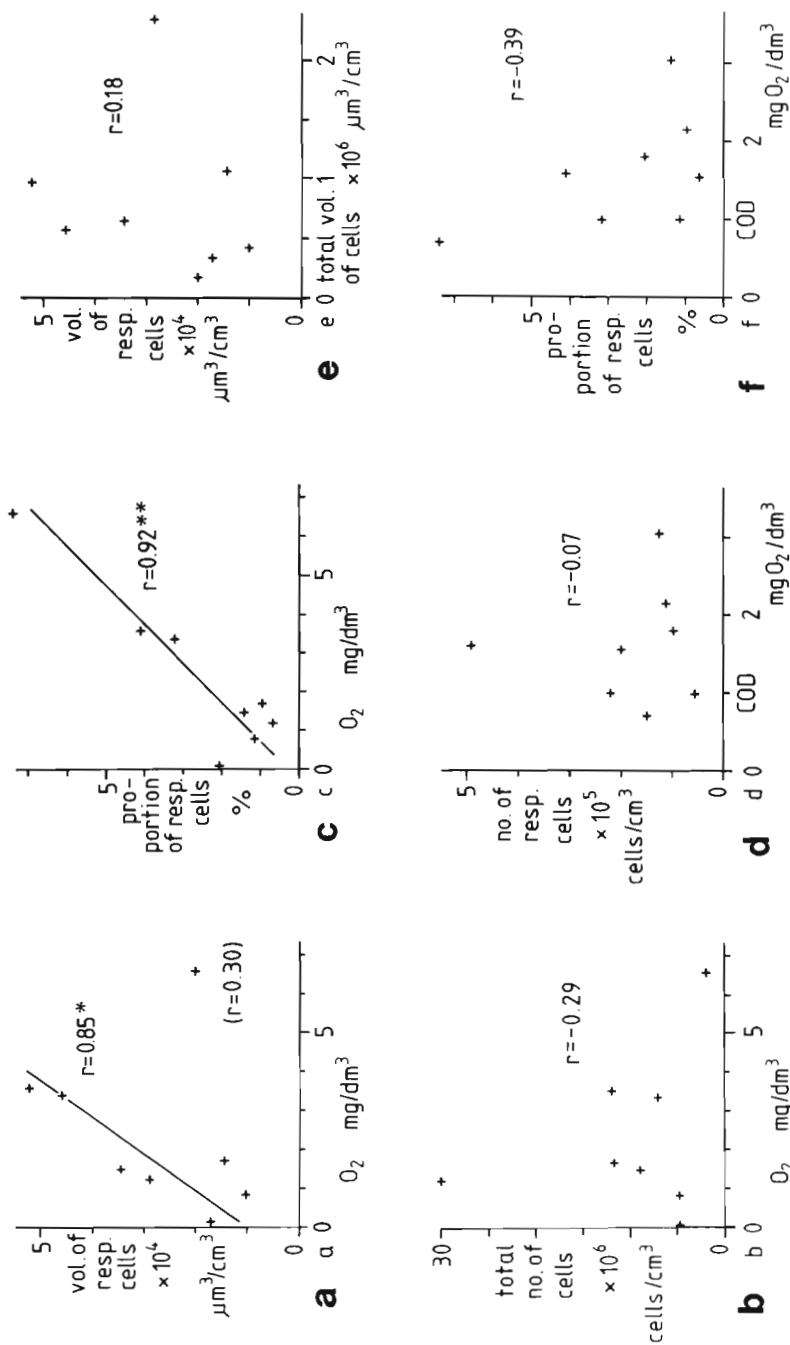 5
vol. of
resp.
cells
×10⁴
μm³/cm³
0
a 0
5
O₂ mg/dm³
r=0.85*
(r=0.30)
a
30
total
no. of
cells
×10⁶
cells/cm³
0
b 0
5
O₂ mg/dm³
r=-0.29
b
5
pro-
portion
of resp.
cells
%
0
c 0
5
O₂ mg/dm³
r=0.92**
c
5
no. of
resp.
cells
×10⁵
cells/cm³
0
d 0
COD 2 mgO₂/dm³
r=-0.07
d
5
vol.
of
resp.
cells
×10⁴
μm³/cm³
0
e 0 total vol. 1 2
of cells ×10⁶ μm³/cm³
r=0.18
e
5
pro-
portion
of resp.
cells
%
0
f 0
COD 2 mgO₂/dm³
r=-0.39
f